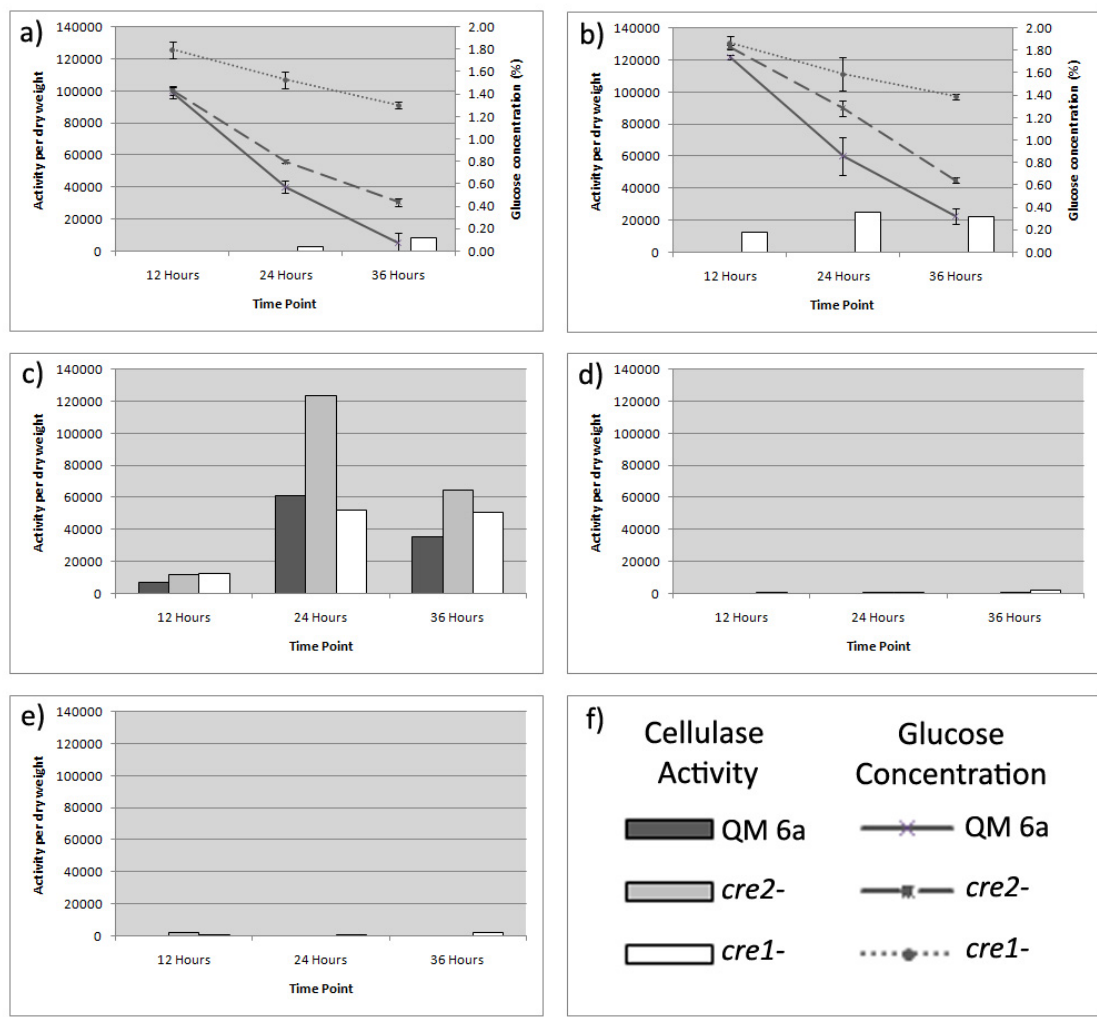 a)
140000
120000
100000
80000
60000
40000
20000
0
Activity per dry weight
2.00
1.80
1.60
1.40
1.20
1.00
0.80
0.60
0.40
0.20
0.00
Glucose concentration (%)
12 Hours 24 Hours 36 Hours
Time Point
b)
140000
120000
100000
80000
60000
40000
20000
0
Activity per dry weight
2.00
1.80
1.60
1.40
1.20
1.00
0.80
0.60
0.40
0.20
0.00
Glucose concentration (%)
12 Hours 24 Hours 36 Hours
Time Point
c)
140000
120000
100000
80000
60000
40000
20000
0
Activity per dry weight
12 Hours 24 Hours 36 Hours
Time Point
d)
140000
120000
100000
80000
60000
40000
20000
0
Activity per dry weight
12 Hours 24 Hours 36 Hours
Time Point
e)
140000
120000
100000
80000
60000
40000
20000
0
Activity per dry weight
12 Hours 24 Hours 36 Hours
Time Point
f)
Cellulase
Activity
QM 6a
cre2-
cre1-
Glucose
Concentration
QM 6a
cre2-
cre1-